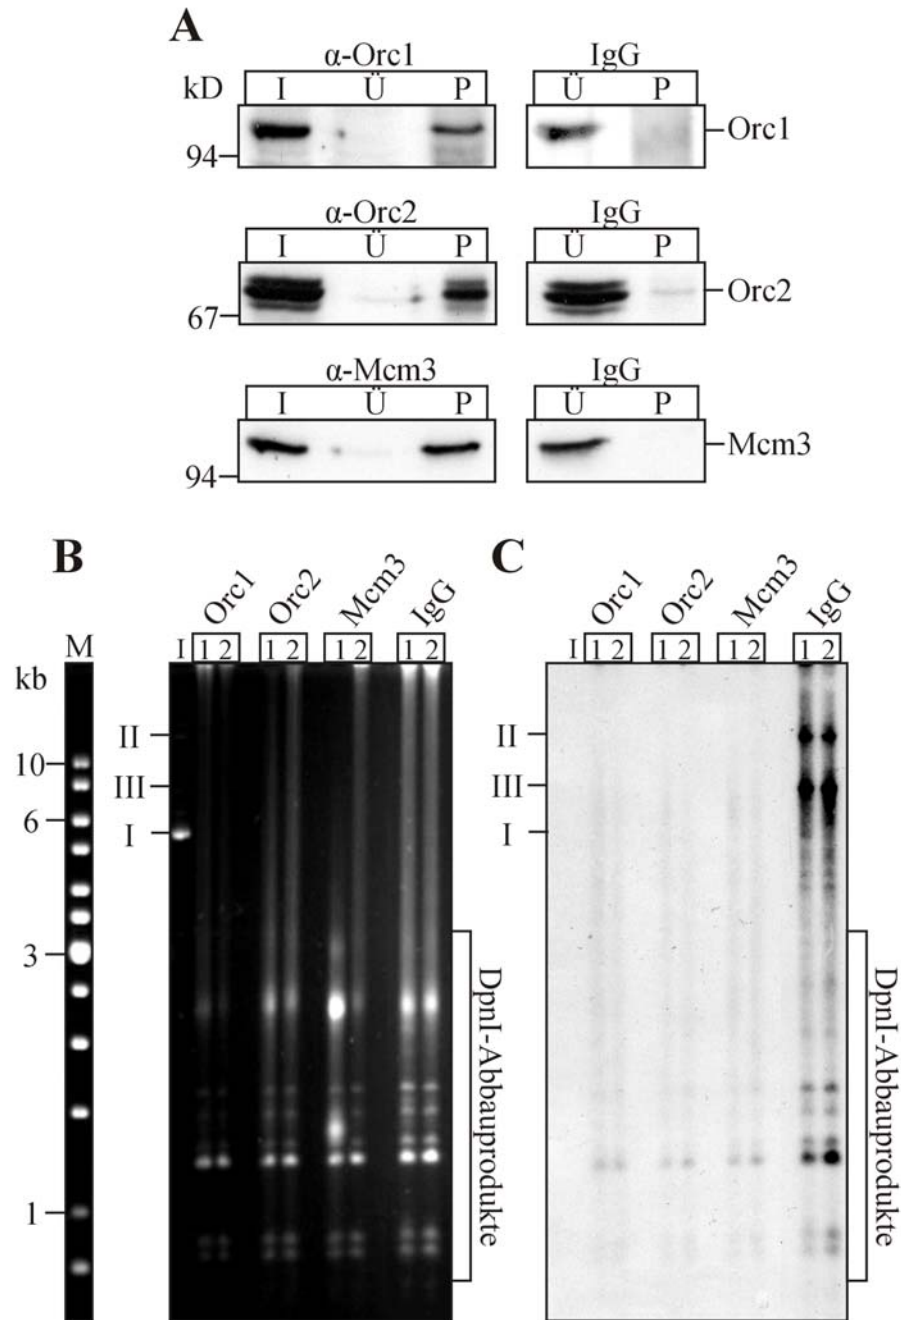 A
α-Orc1 IgG
kD I Ü P Ü P
Orc1
94
α-Orc2 IgG
I Ü P Ü P
Orc2
67
α-Mcm3 IgG
I Ü P Ü P
Mcm3
94
B
Orc1 Orc2 Mcm3 IgG
M I 1 2 1 2 1 2 1 2
kb
II
10
III
6
I
3
1
DpnI-Abbauprodukte
C
Orc1 Orc2 Mcm3 IgG
I 1 2 1 2 1 2 1 2
II
III
I
DpnI-Abbauprodukte